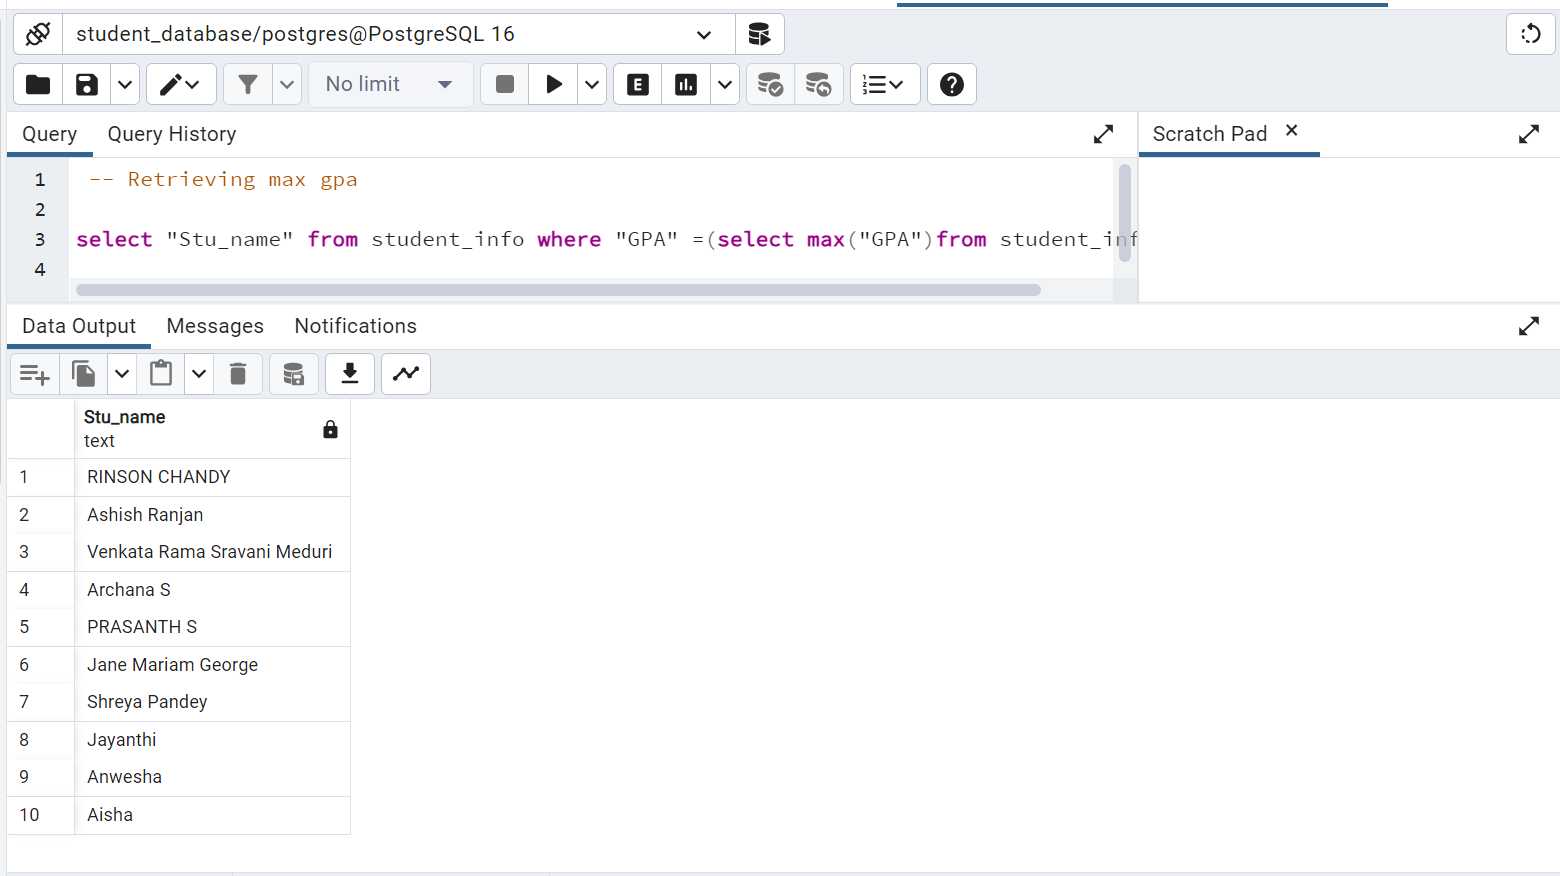 student_database/postgres@PostgreSQL 16
No limit
E
Query Query History
Scratch Pad ×
1 -- Retrieving max gpa
2
3 select "Stu_name" from student_info where "GPA" =(select max("GPA")from student_inf
4
Data Output Messages Notifications
Stu_name
text
1 RINSON CHANDY
2 Ashish Ranjan
3 Venkata Rama Sravani Meduri
4 Archana S
5 PRASANTH S
6 Jane Mariam George
7 Shreya Pandey
8 Jayanthi
9 Anwesha
10 Aisha